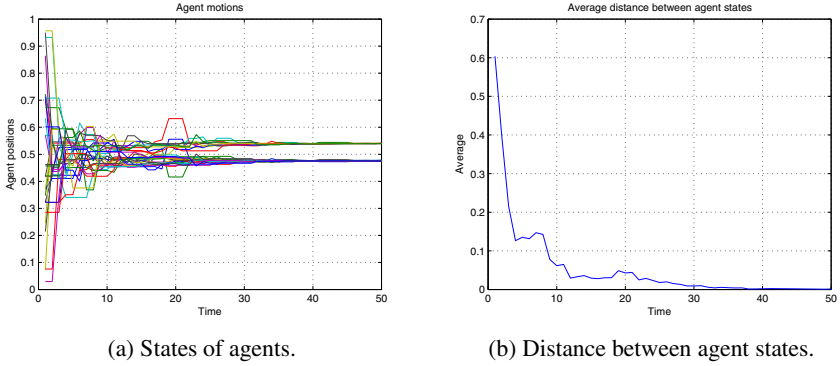 Agent motions
Agent positions
1
0.9
0.8
0.7
0.6
0.5
0.4
0.3
0.2
0.1
0
0 10 20 30 40 50
Time
(a) States of agents.
Average distance between agent states
Average
0.7
0.6
0.5
0.4
0.3
0.2
0.1
0
0 10 20 30 40 50
Time
(b) Distance between agent states.